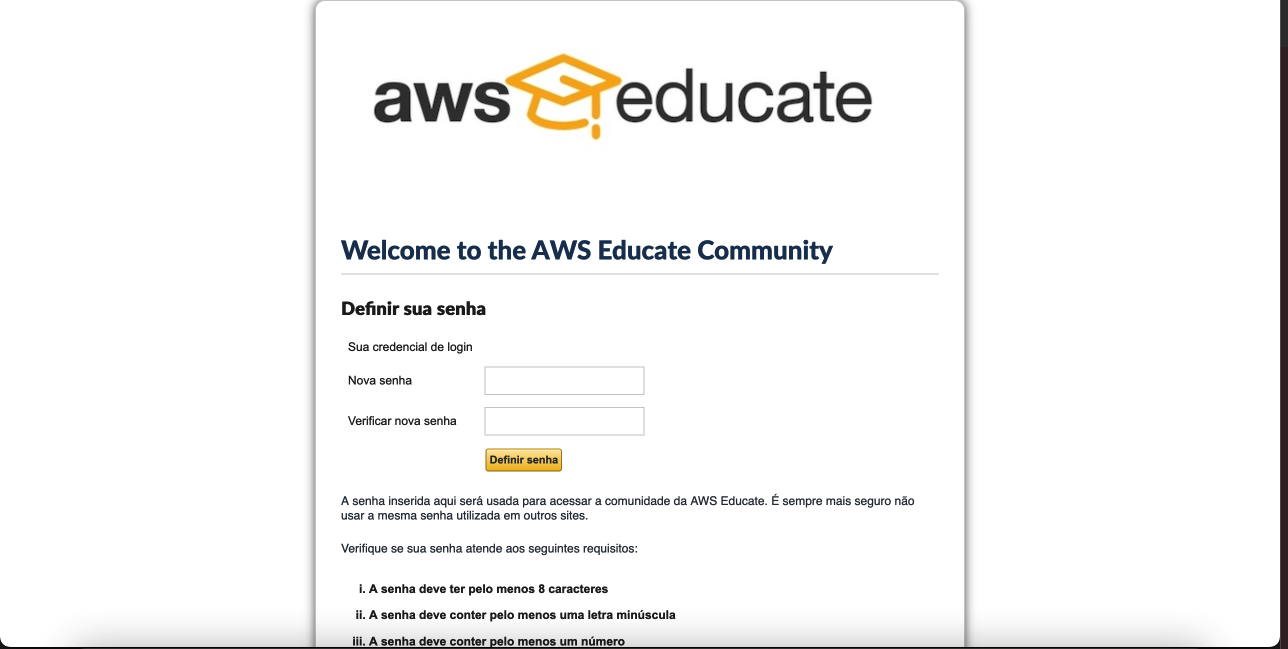 aws educate
Welcome to the AWS Educate Community
Definir sua senha
Sua credencial de login
Nova senha
Verificar nova senha
Definir senha
A senha inserida aqui será usada para acessar a comunidade da AWS Educate. É sempre mais seguro não
usar a mesma senha utilizada em outros sites.
Verifique se sua senha atende aos seguintes requisitos:
i. A senha deve ter pelo menos 8 caracteres
ii. A senha deve conter pelo menos uma letra minúscula
iii. A senha deve conter pelo menos um número